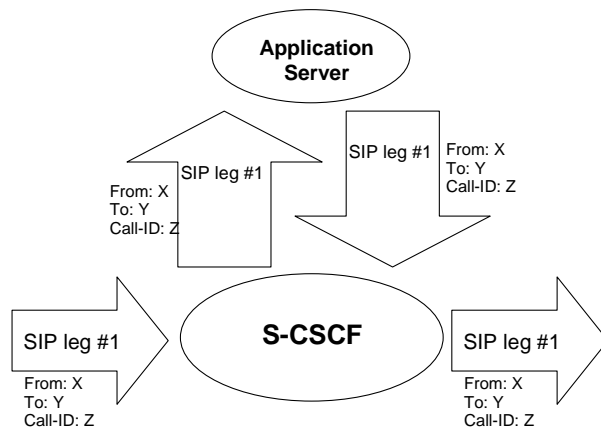 Application
Server
SIP leg #1
From: X
To: Y
Call-ID: Z
SIP leg #1
From: X
To: Y
Call-ID: Z
S-CSCF
SIP leg #1
From: X
To: Y
Call-ID: Z
SIP leg #1
From: X
To: Y
Call-ID: Z